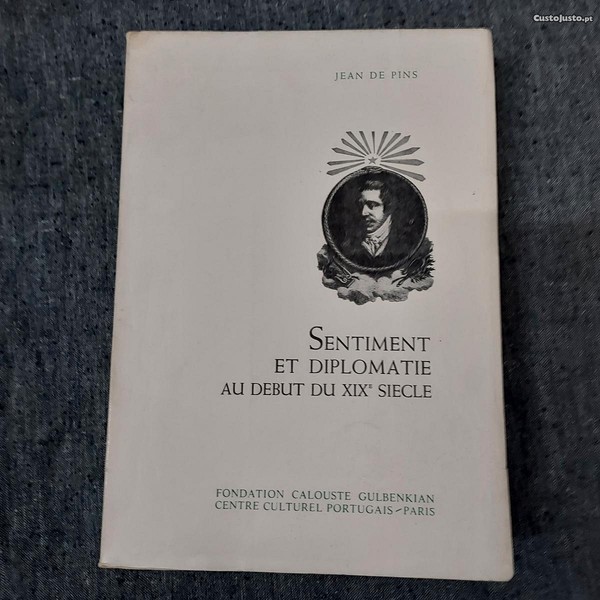 CustoJusto.pt
JEAN DE PINS
SENTIMENT
ET DIPLOMATIE
AU DEBUT DU XIXE SIECLE
FONDATION CALOUSTE GULBENKIAN
CENTRE CULTUREL PORTUGAIS-PARIS